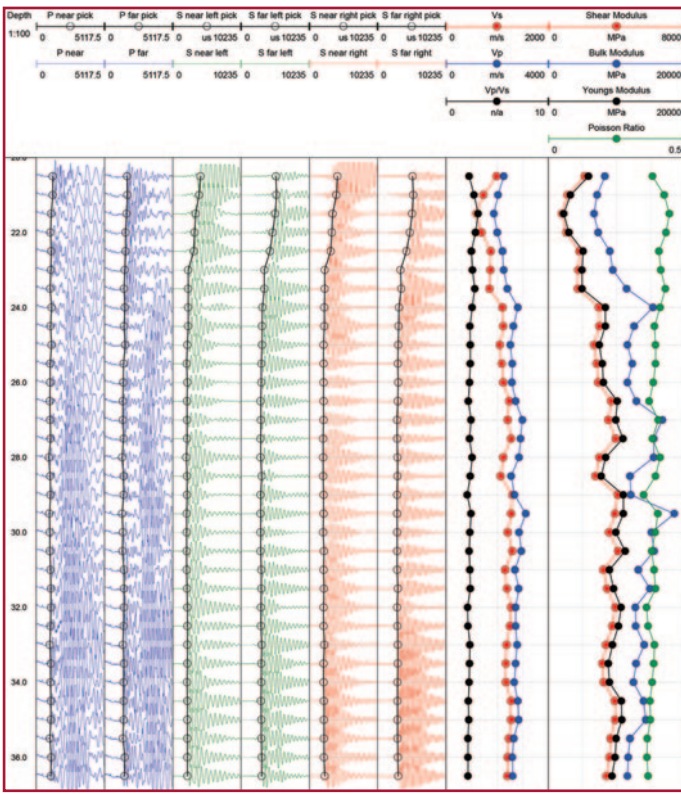 Depth P near pick P far pick S near left pick S far left pick S near right pick S far right pick Vs Shear Modulus
1:100 0 5117.5 0 5117.5 0 us 10235 0 us 10235 0 us 10235 0 us 10235 0 m/s 2000 0 MPa 8000
P near P far S near left S far left S near right S far right Vp Bulk Modulus
0 5117.5 0 5117.5 0 10235 0 10235 0 10235 0 10235 0 m/s 4000 0 MPa 20000
Vp/Vs Youngs Modulus
0 n/a 10 0 MPa 20000
Poisson Ratio
0 0.5
22.0
24.0
26.0
28.0
30.0
32.0
34.0
36.0